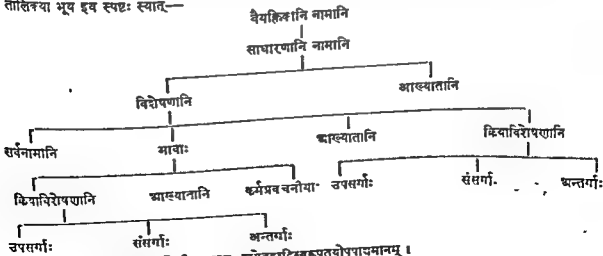 तालिकया भूय इव स्पष्टः स्यात्—
वैयक्तिकानि नामानि
साधारणानि नामानि
विशेषणानि आख्यातानि
सर्वनामानि भावाः आख्यातानि क्रियाविशेषणानि
क्रियाविशेषणानि आख्यानानि कर्मप्रवचनीयाः उपसर्गाः संसर्गाः अन्तर्गाः
उपसर्गाः संसर्गाः अन्तर्गाः